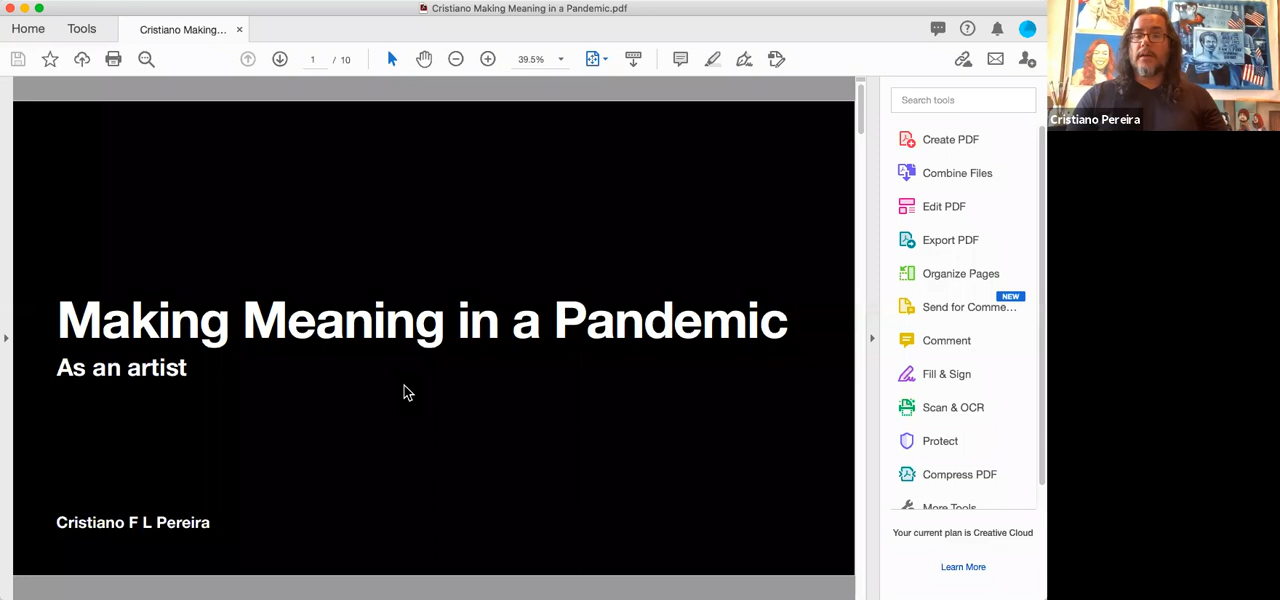 Cristiano Making Meaning in a Pandemic.pdf
Home
Tools
Cristiano Making...
1 / 10
39.5%
Cristiano Pereira
Search tools
Create PDF
Combine Files
Edit PDF
Export PDF
Organize Pages
NEW
Send for Comme...
Comment
Fill & Sign
Scan & OCR
Protect
Compress PDF
More Tools
Your current plan is Creative Cloud
Learn More
Making Meaning in a Pandemic
As an artist
Cristiano F L Pereira